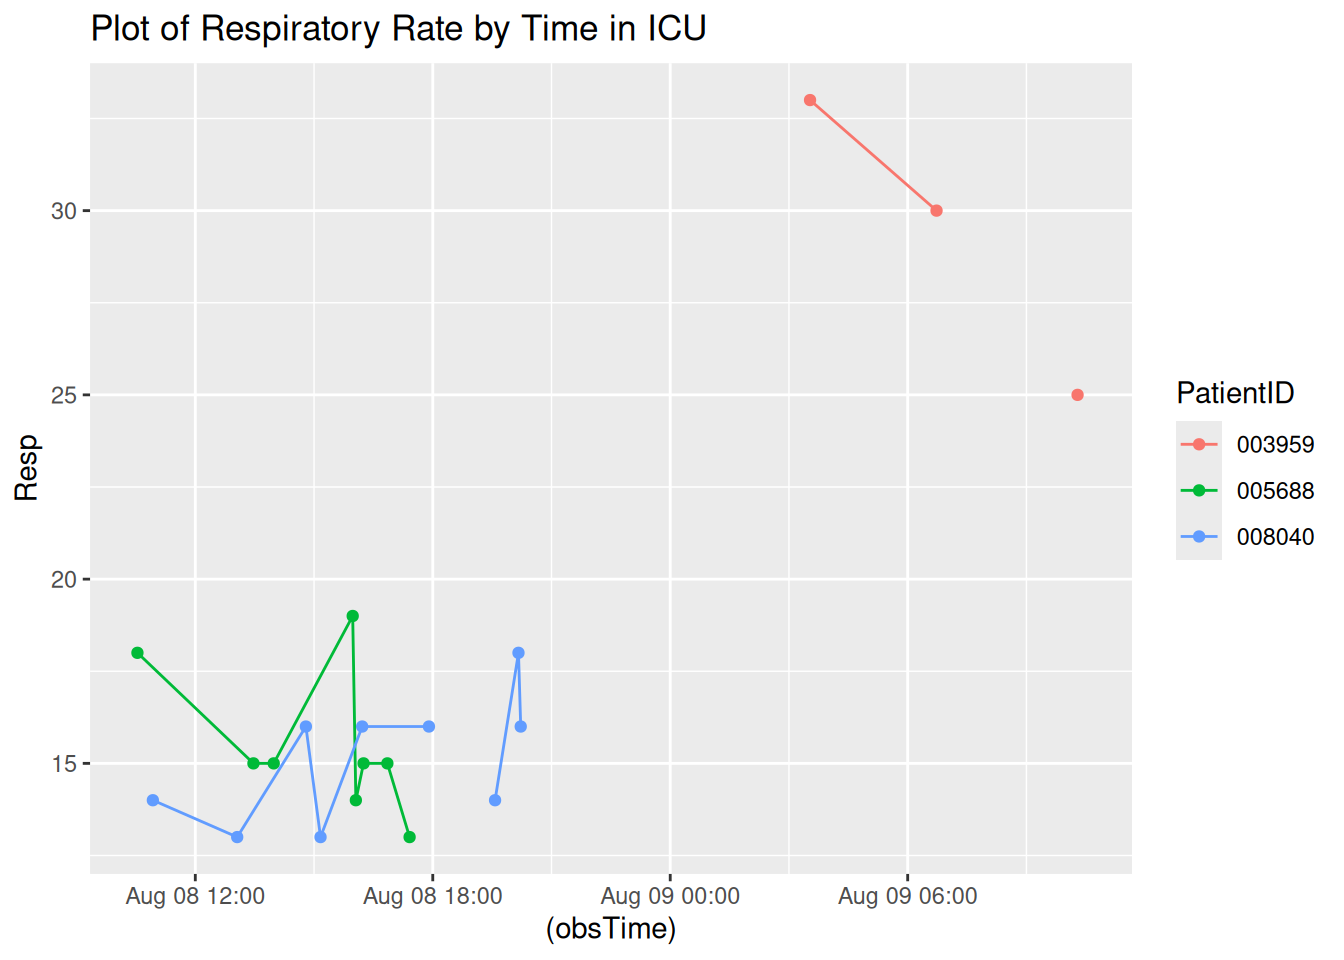 Plot of Respiratory Rate by Time in ICU
Resp
30
25
20
15
Aug 08 12:00
Aug 08 18:00
Aug 09 00:00
Aug 09 06:00
(obsTime)
PatientID
003959
005688
008040